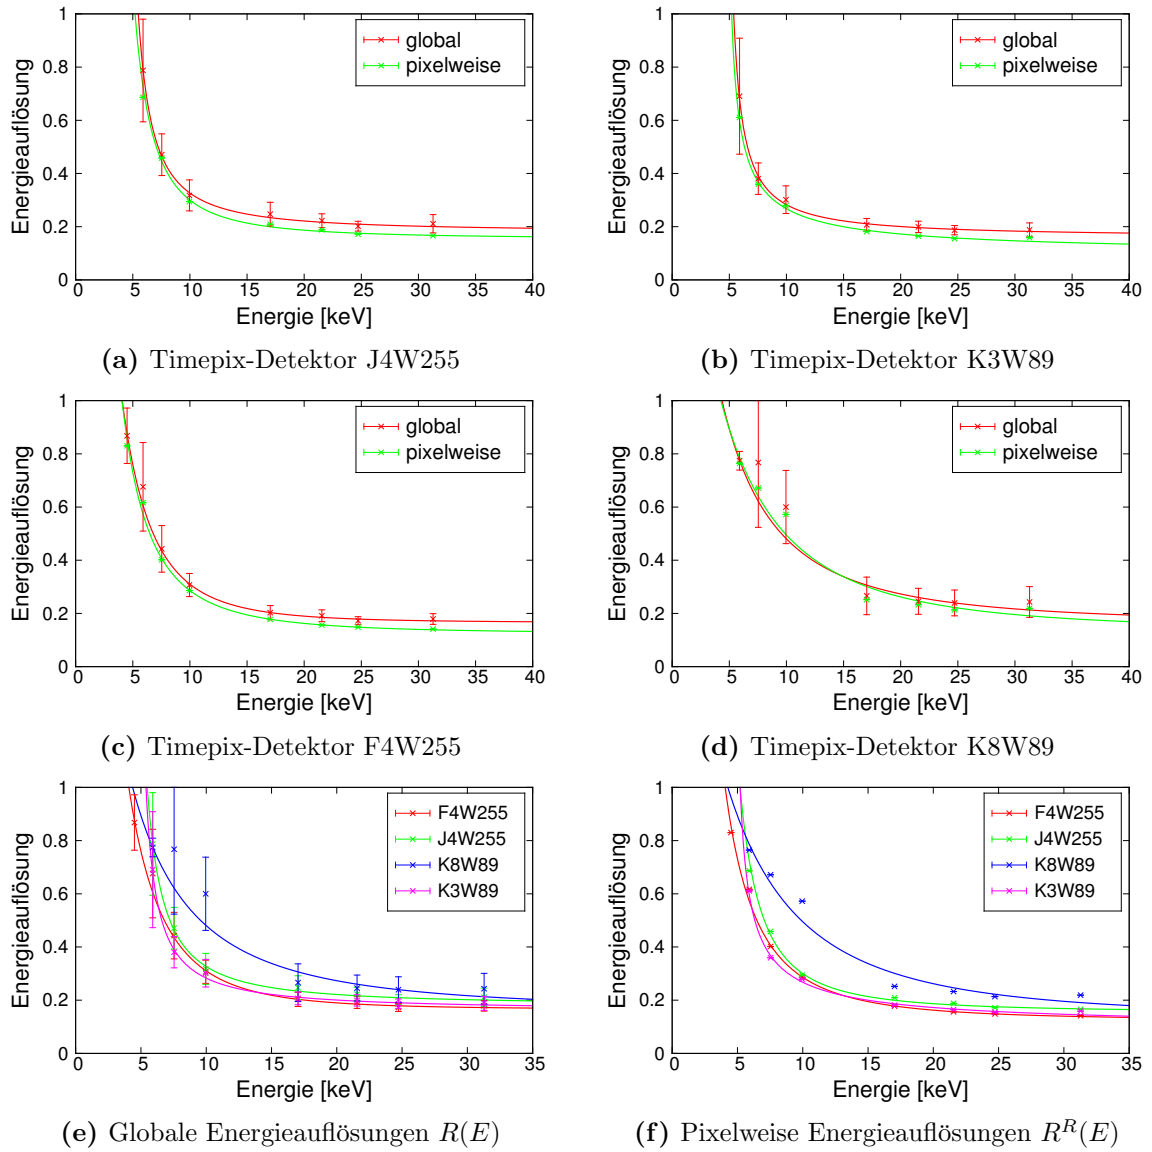 1
0.8
0.6
0.4
0.2
0
Energieauflösung
global
pixelweise
0 5 10 15 20 25 30 35 40
Energie [keV]
(a) Timepix-Detektor J4W255
1
0.8
0.6
0.4
0.2
0
Energieauflösung
global
pixelweise
0 5 10 15 20 25 30 35 40
Energie [keV]
(b) Timepix-Detektor K3W89
1
0.8
0.6
0.4
0.2
0
Energieauflösung
global
pixelweise
0 5 10 15 20 25 30 35 40
Energie [keV]
(c) Timepix-Detektor F4W255
1
0.8
0.6
0.4
0.2
0
Energieauflösung
global
pixelweise
0 5 10 15 20 25 30 35 40
Energie [keV]
(d) Timepix-Detektor K8W89
1
0.8
0.6
0.4
0.2
0
Energieauflösung
F4W255
J4W255
K8W89
K3W89
0 5 10 15 20 25 30 35
Energie [keV]
(e) Globale Energieauflösungen R(E)
1
0.8
0.6
0.4
0.2
0
Energieauflösung
F4W255
J4W255
K8W89
K3W89
0 5 10 15 20 25 30 35
Energie [keV]
(f) Pixelweise Energieauflösungen R^R(E)